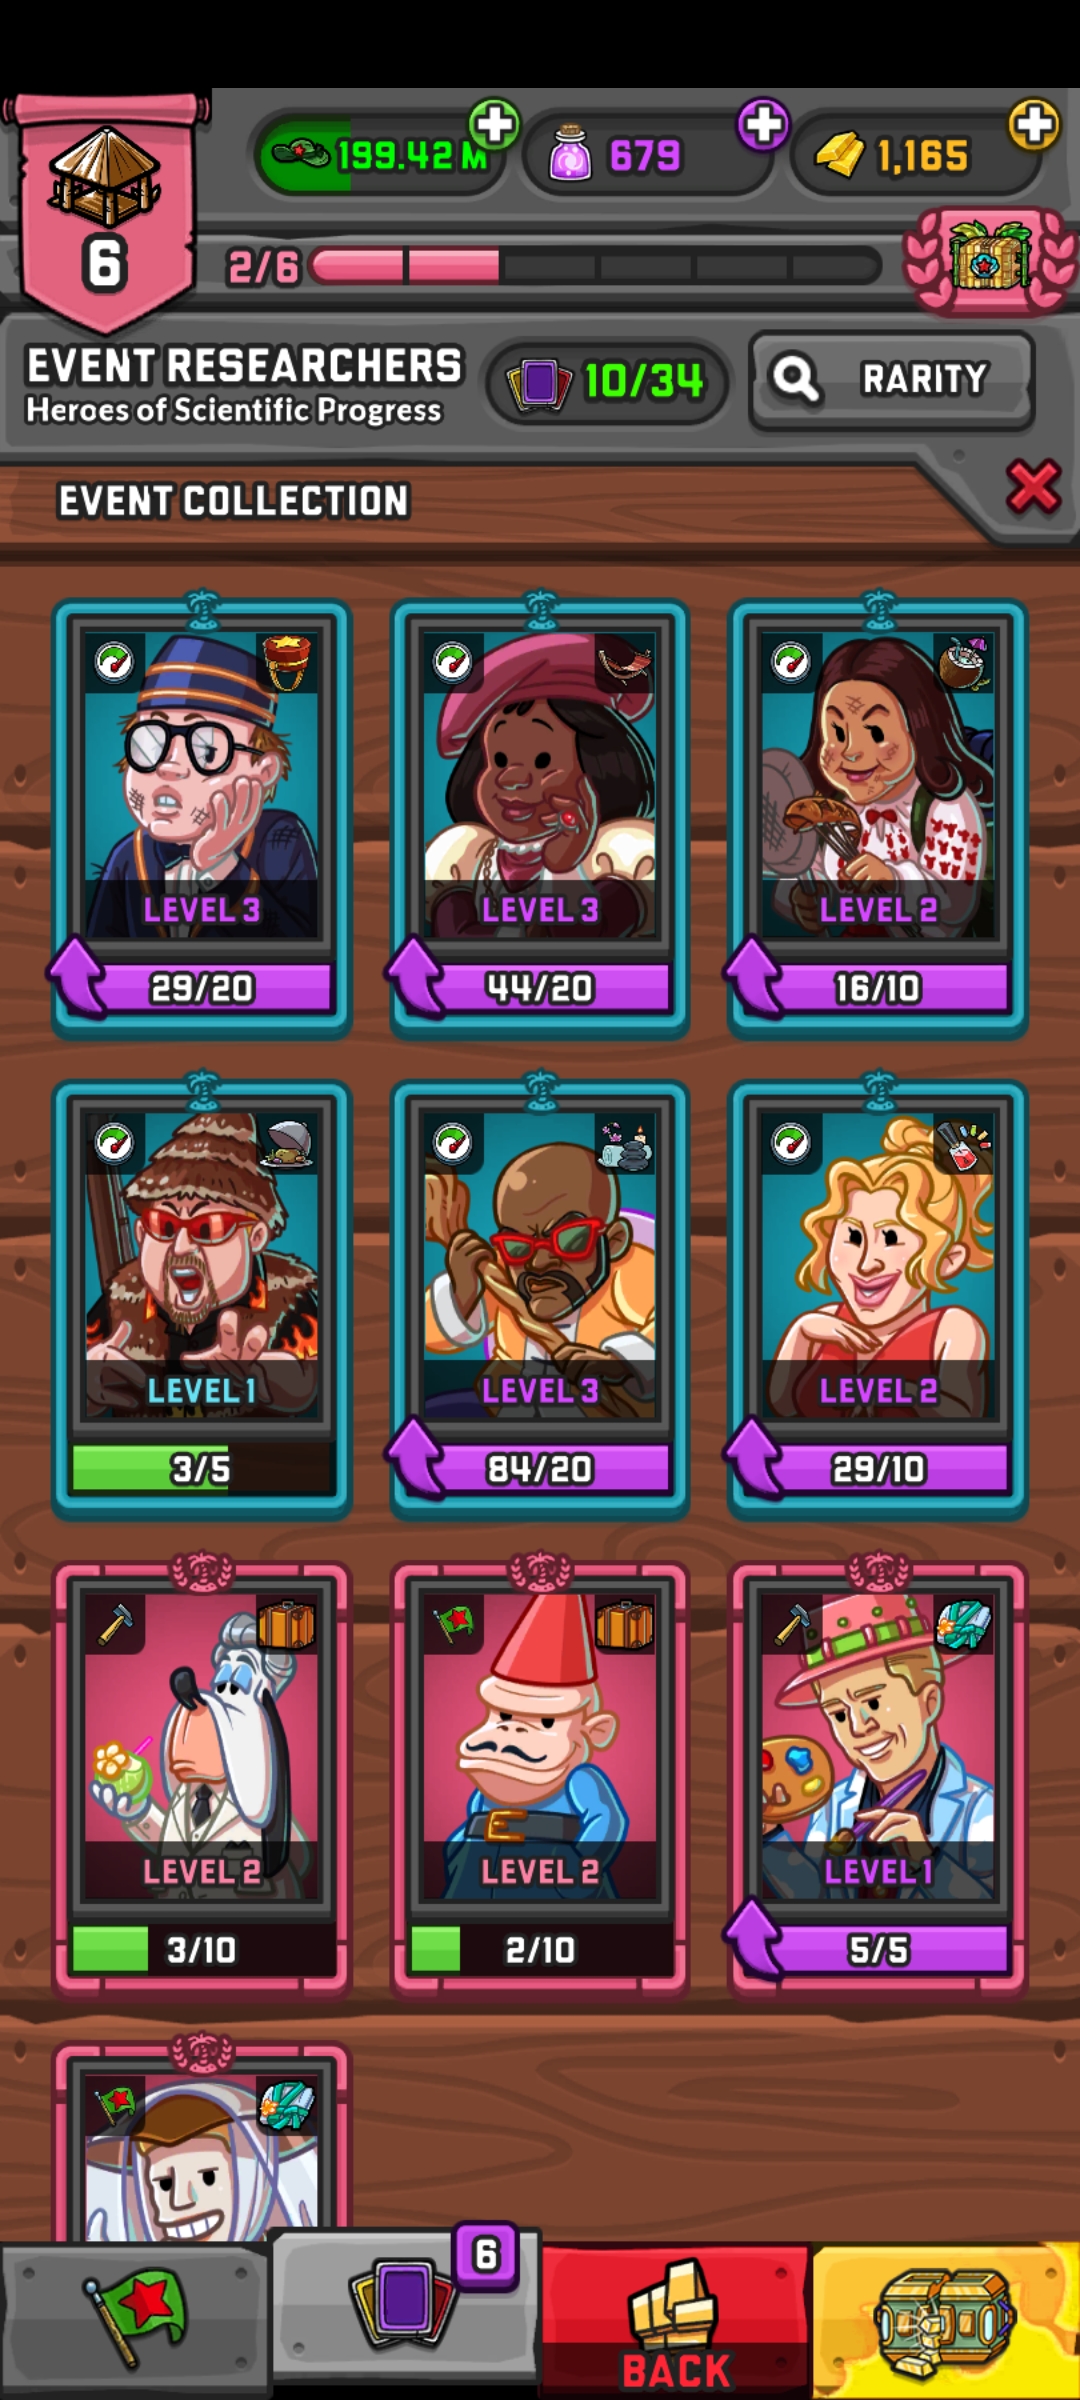 199.42 M
679
1,165
6
2/6
EVENT RESEARCHERS
Heroes of Scientific Progress
10/34
RARITY
EVENT COLLECTION
LEVEL 3
LEVEL 3
LEVEL 2
29/20
44/20
16/10
LEVEL 1
LEVEL 3
LEVEL 2
3/5
84/20
29/10
LEVEL 2
LEVEL 2
LEVEL 1
3/10
2/10
5/5
6
BACK